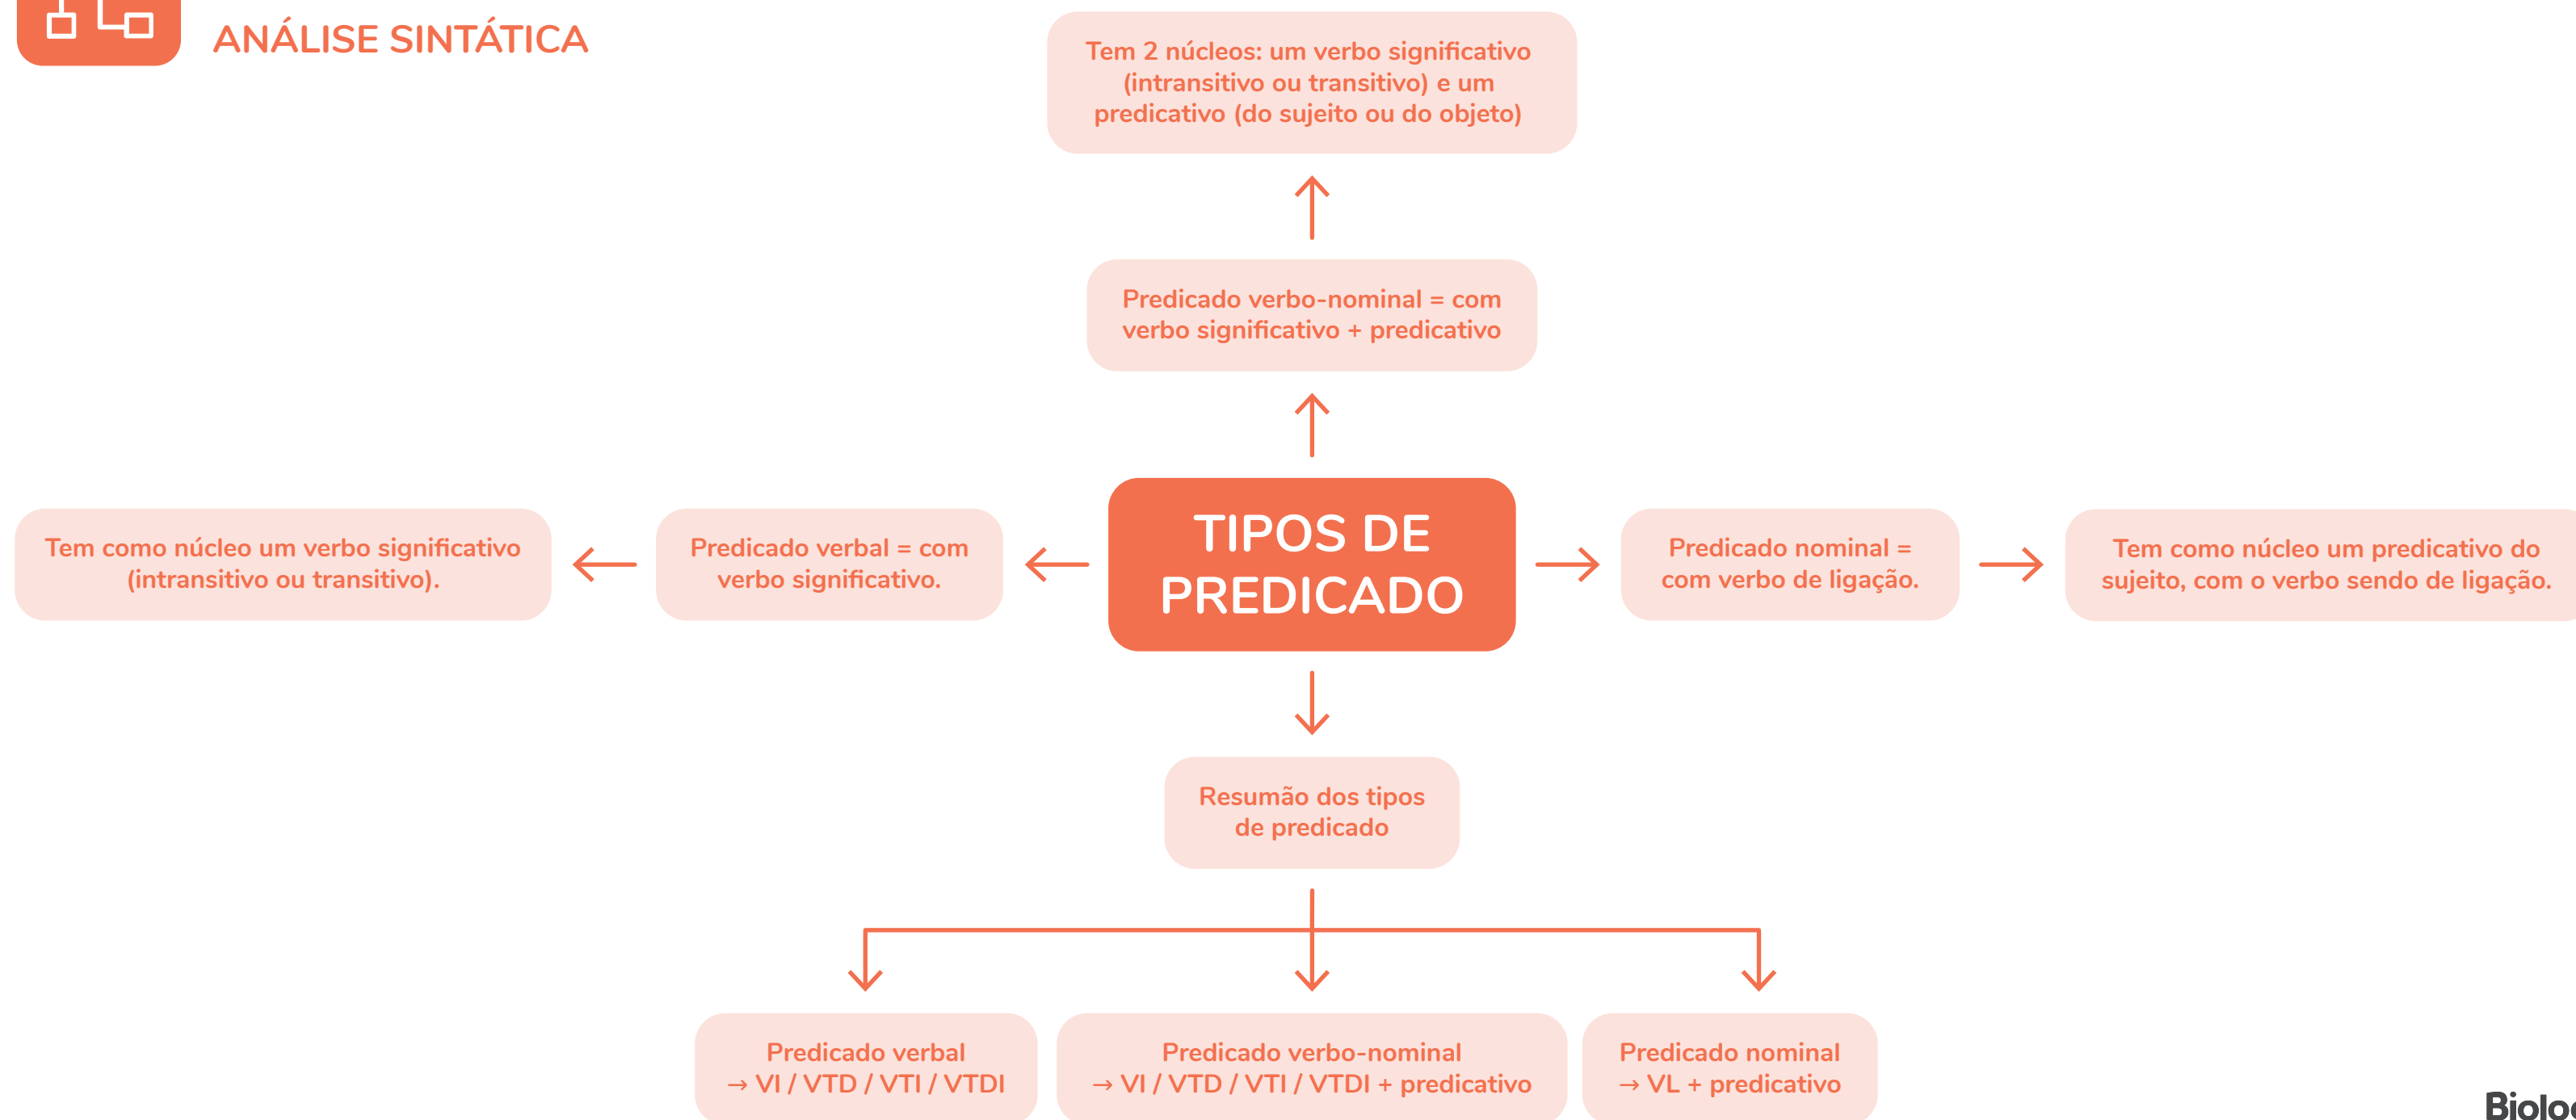 ANÁLISE SINTÁTICA
Tem 2 núcleos: um verbo significativo
(intransitivo ou transitivo) e um
predicativo (do sujeito ou do objeto)
Predicado verbo-nominal = com
verbo significativo + predicativo
Tem como núcleo um verbo significativo
(intransitivo ou transitivo).
Predicado verbal = com
verbo significativo.
TIPOS DE
PREDICADO
Predicado nominal =
com verbo de ligação.
Tem como núcleo um predicativo do
sujeito, com o verbo sendo de ligação.
Resumão dos tipos
de predicado
Predicado verbal
→ VI / VTD / VTI / VTDI
Predicado verbo-nominal
→ VI / VTD / VTI / VTDI + predicativo
Predicado nominal
→ VL + predicativo